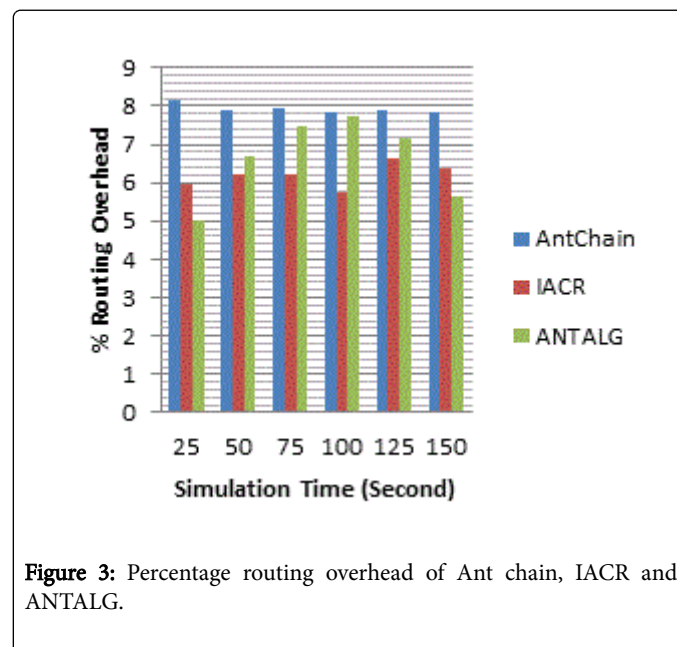 9
8
7
6
5
4
3
2
1
0
% Routing Overhead
25 50 75 100 125 150
Simulation Time (Second)
AntChain
IACR
ANTALG
Figure 3: Percentage routing overhead of Ant chain, IACR and
ANTALG.